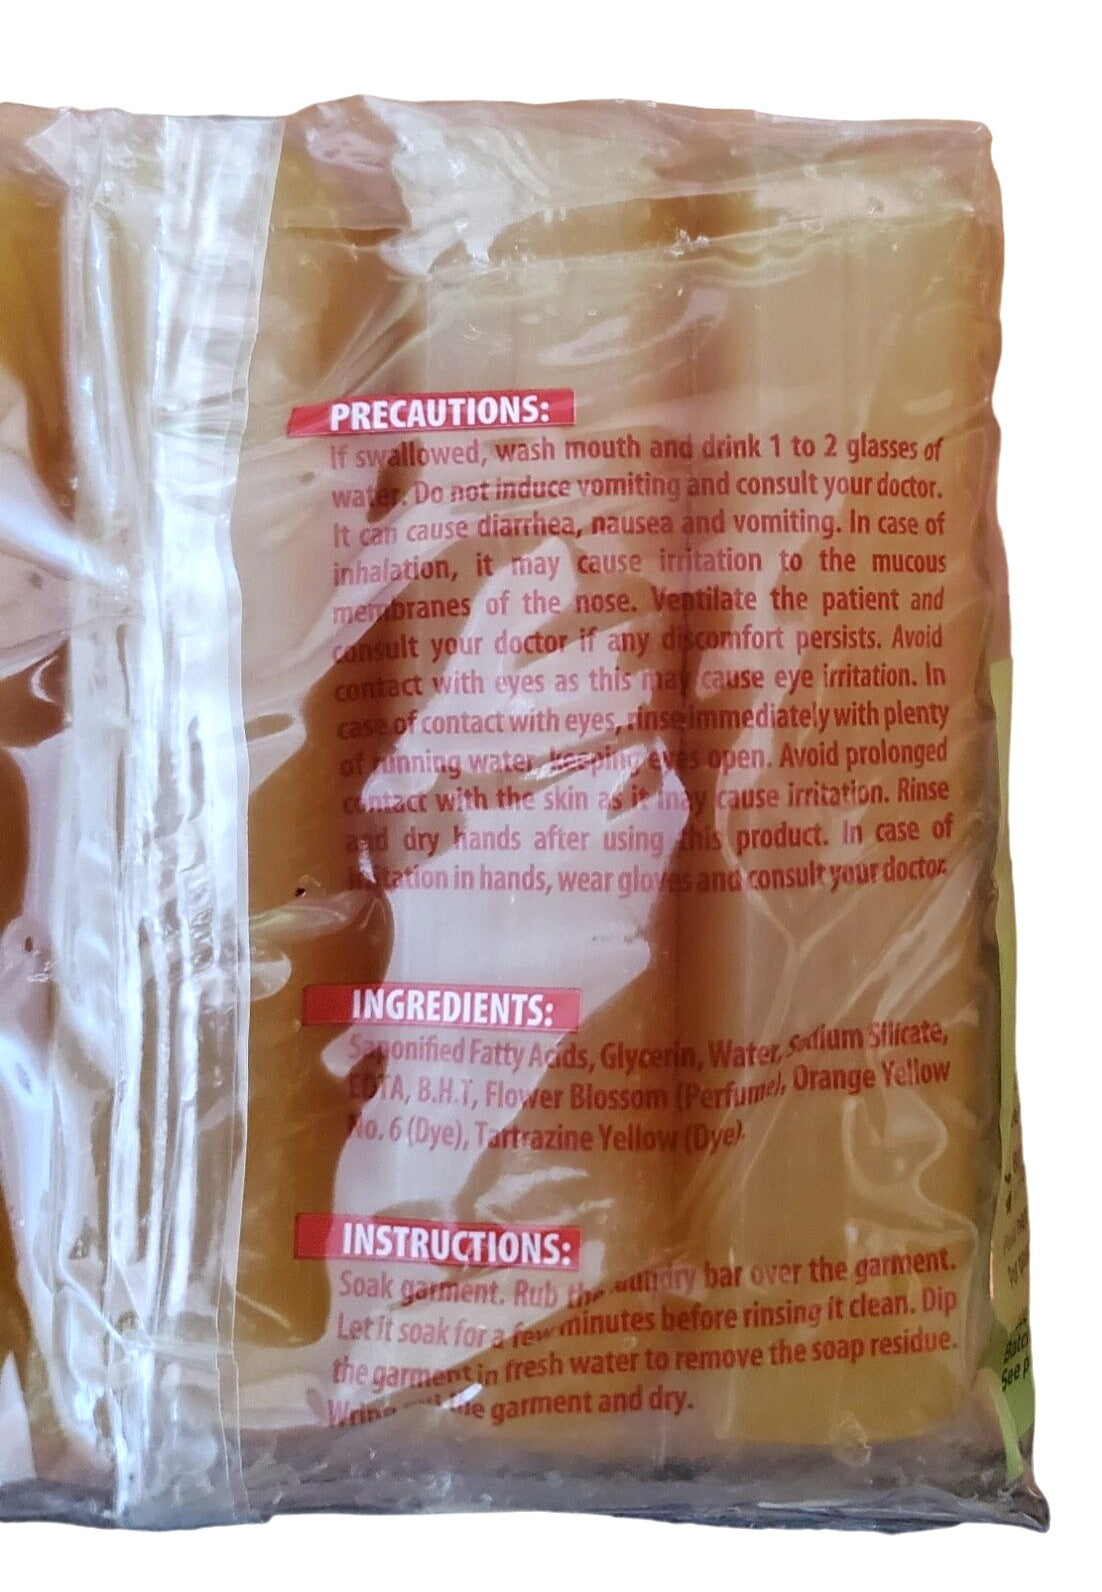 PRECAUTIONS:
If swallowed, wash mouth and drink 1 to 2 glasses of
water. Do not induce vomiting and consult your doctor.
It can cause diarrhea, nausea and vomiting. In case of
inhalation, it may cause irritation to the mucous
membranes of the nose. Ventilate the patient and
consult your doctor if any discomfort persists. Avoid
contact with eyes as this may cause eye irritation. In
case of contact with eyes, rinse immediately with plenty
of running water, keeping eyes open. Avoid prolonged
contact with the skin as it may cause irritation. Rinse
and dry hands after using this product. In case of
irritation in hands, wear gloves and consult your doctor.
INGREDIENTS:
Saponified Fatty Acids, Glycerin, Water, Sodium Silicate,
EDTA, B.H.T, Flower Blossom (Perfume), Orange Yellow
No. 6 (Dye), Tartrazine Yellow (Dye).
INSTRUCTIONS:
Soak garment. Rub the laundry bar over the garment.
Let it soak for a few minutes before rinsing it clean. Dip
the garment in fresh water to remove the soap residue.
Wring out the garment and dry.
Batc
See p